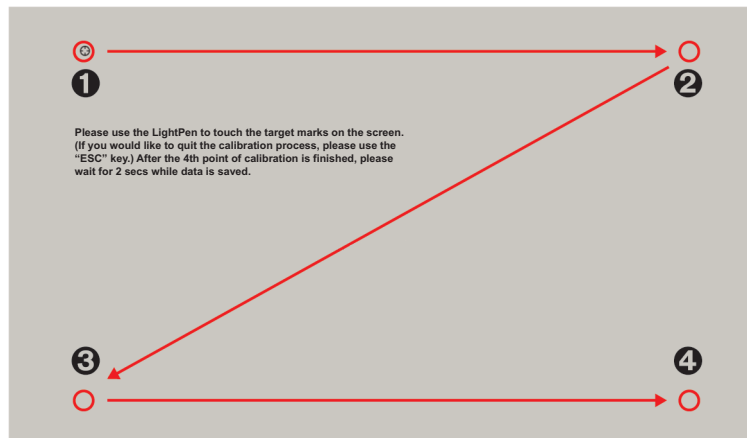 ❶
❷
Please use the LightPen to touch the target marks on the screen.
(If you would like to quit the calibration process, please use the
“ESC” key.) After the 4th point of calibration is finished, please
wait for 2 secs while data is saved.
❸
❹